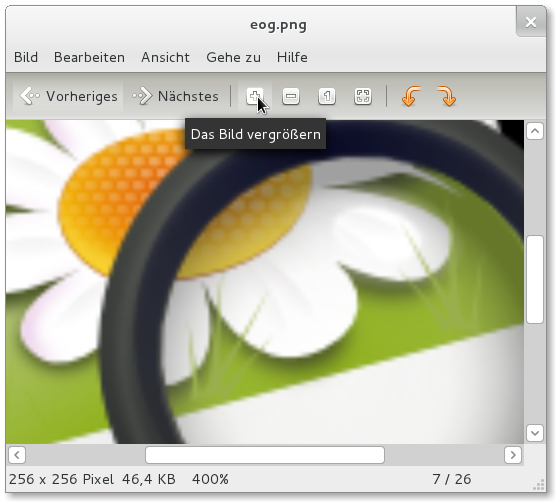 eog.png
Bild Bearbeiten Ansicht Gehe zu Hilfe
Vorheriges Nächstes
Das Bild vergrößern
256 x 256 Pixel 46,4 KB 400% 7 / 26